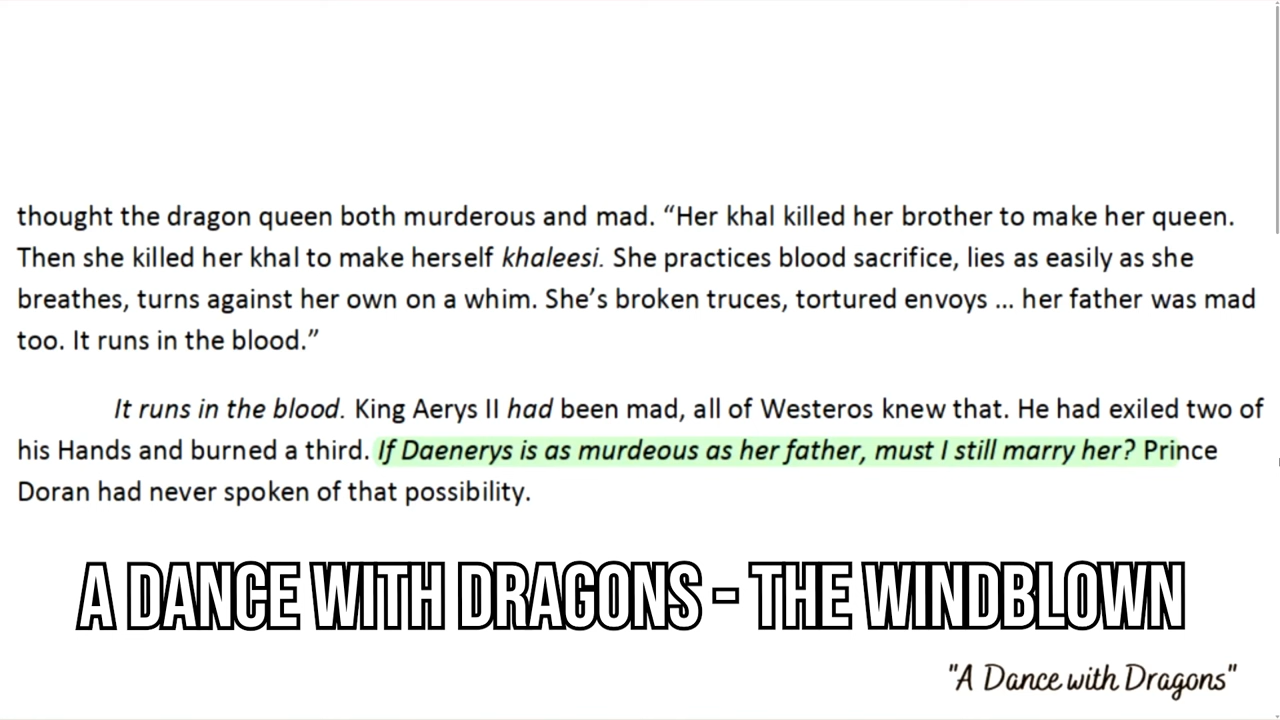 thought the dragon queen both murderous and mad. “Her khal killed her brother to make her queen.
Then she killed her khal to make herself khaleesi. She practices blood sacrifice, lies as easily as she
breathes, turns against her own on a whim. She’s broken truces, tortured envoys ... her father was mad
too. It runs in the blood.”
It runs in the blood. King Aerys II had been mad, all of Westeros knew that. He had exiled two of
his Hands and burned a third. If Daenerys is as murdeous as her father, must I still marry her? Prince
Doran had never spoken of that possibility.
A DANCE WITH DRAGONS - THE WINDBLOWN
"A Dance with Dragons"